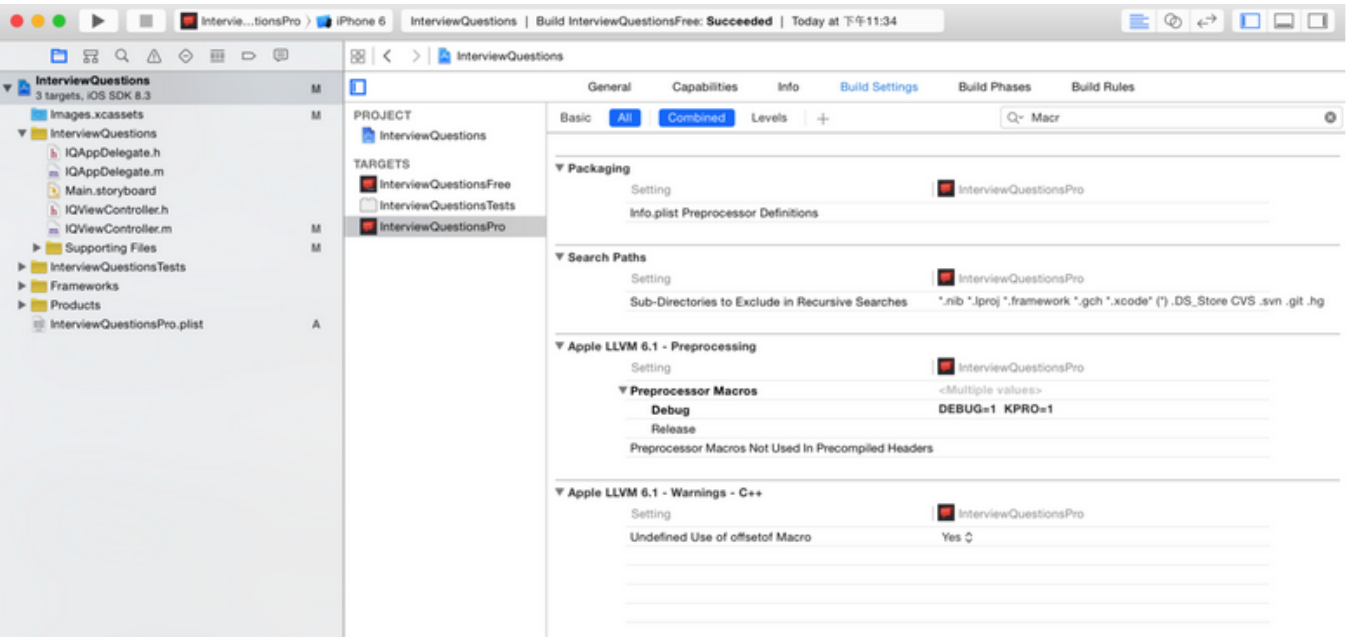 Intervie...tionsPro 〉 iPhone 6
InterviewQuestions | Build InterviewQuestionsFree: Succeeded | Today at 下午11:34
InterviewQuestions
InterviewQuestions M
3 targets, iOS SDK 8.3
Images.xcassets M
InterviewQuestions
IQAppDelegate.h
IQAppDelegate.m
Main.storyboard
IQViewController.h
IQViewController.m M
Supporting Files M
InterviewQuestionsTests
Frameworks
Products
InterviewQuestionsPro.plist A
PROJECT
InterviewQuestions
TARGETS
InterviewQuestionsFree
InterviewQuestionsTests
InterviewQuestionsPro
General Capabilities Info Build Settings Build Phases Build Rules
Basic All Combined Levels + Macr
Packaging
Setting InterviewQuestionsPro
Info.plist Preprocessor Definitions
Search Paths
Setting InterviewQuestionsPro
Sub-Directories to Exclude in Recursive Searches *.nib *.lproj *.framework *.gch *.xcode* (*) .DS_Store CVS .svn .git .hg
Apple LLVM 6.1 - Preprocessing
Setting InterviewQuestionsPro
Preprocessor Macros <Multiple values>
Debug DEBUG=1 KPRO=1
Release
Preprocessor Macros Not Used In Precompiled Headers
Apple LLVM 6.1 - Warnings - C++
Setting InterviewQuestionsPro
Undefined Use of offsetof Macro Yes